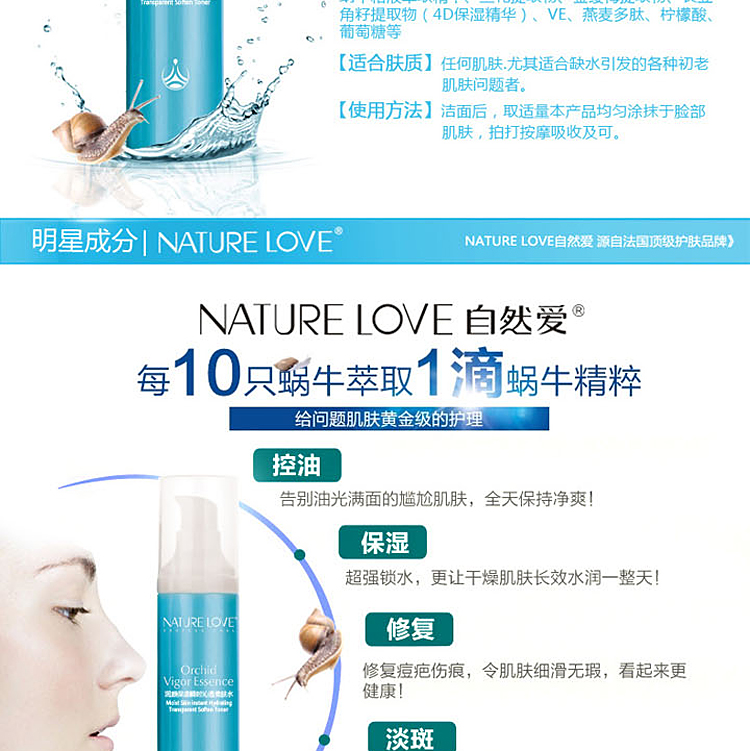 Transparent Soften Toner
角籽提取物（4D保湿精华）、VE、燕麦多肽、柠檬酸、
葡萄糖等
【适合肤质】任何肌肤.尤其适合缺水引发的各种初老
肌肤问题者。
【使用方法】洁面后，取适量本产品均匀涂抹于脸部
肌肤，拍打按摩吸收及可。
明星成分| NATURE LOVE®
NATURE LOVE自然爱 源自法国顶级护肤品牌》
NATURE LOVE 自然爱®
每10只蜗牛萃取1滴蜗牛精粹
给问题肌肤黄金级的护理
控油
告别油光满面的尴尬肌肤，全天保持净爽！
保湿
超强锁水，更让干燥肌肤长效水润一整天！
修复
修复痘疤伤痕，令肌肤细滑无瑕，看起来更
健康！
淡斑
NATURE LOVE®
Orchid
Vigor Essence
Moist Skin Instant Hydrating
Transparent Soften Toner